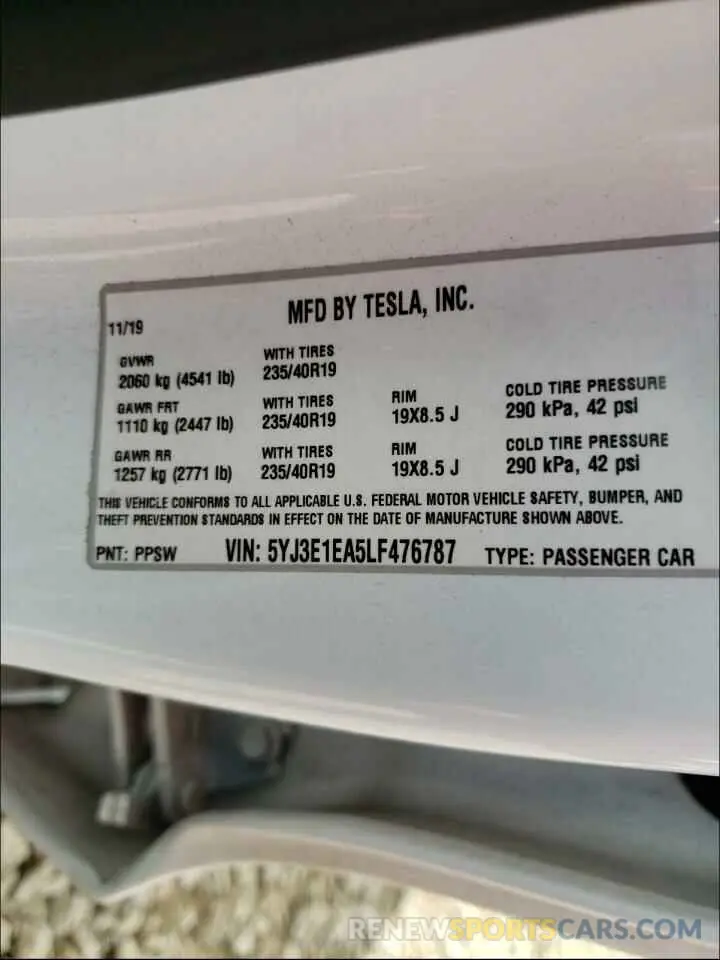 MFD BY TESLA, INC.
11/19
GVWR WITH TIRES
2060 kg (4541 lb) 235/40R19
GAWR FRT WITH TIRES RIM COLD TIRE PRESSURE
1110 kg (2447 lb) 235/40R19 19X8.5 J 290 kPa, 42 psi
GAWR RR WITH TIRES RIM COLD TIRE PRESSURE
1257 kg (2771 lb) 235/40R19 19X8.5 J 290 kPa, 42 psi
THIS VEHICLE CONFORMS TO ALL APPLICABLE U.S. FEDERAL MOTOR VEHICLE SAFETY, BUMPER, AND
THEFT PREVENTION STANDARDS IN EFFECT ON THE DATE OF MANUFACTURE SHOWN ABOVE.
PNT: PPSW VIN: 5YJ3E1EA5LF476787 TYPE: PASSENGER CAR
RENEWSPORTSCARS.COM